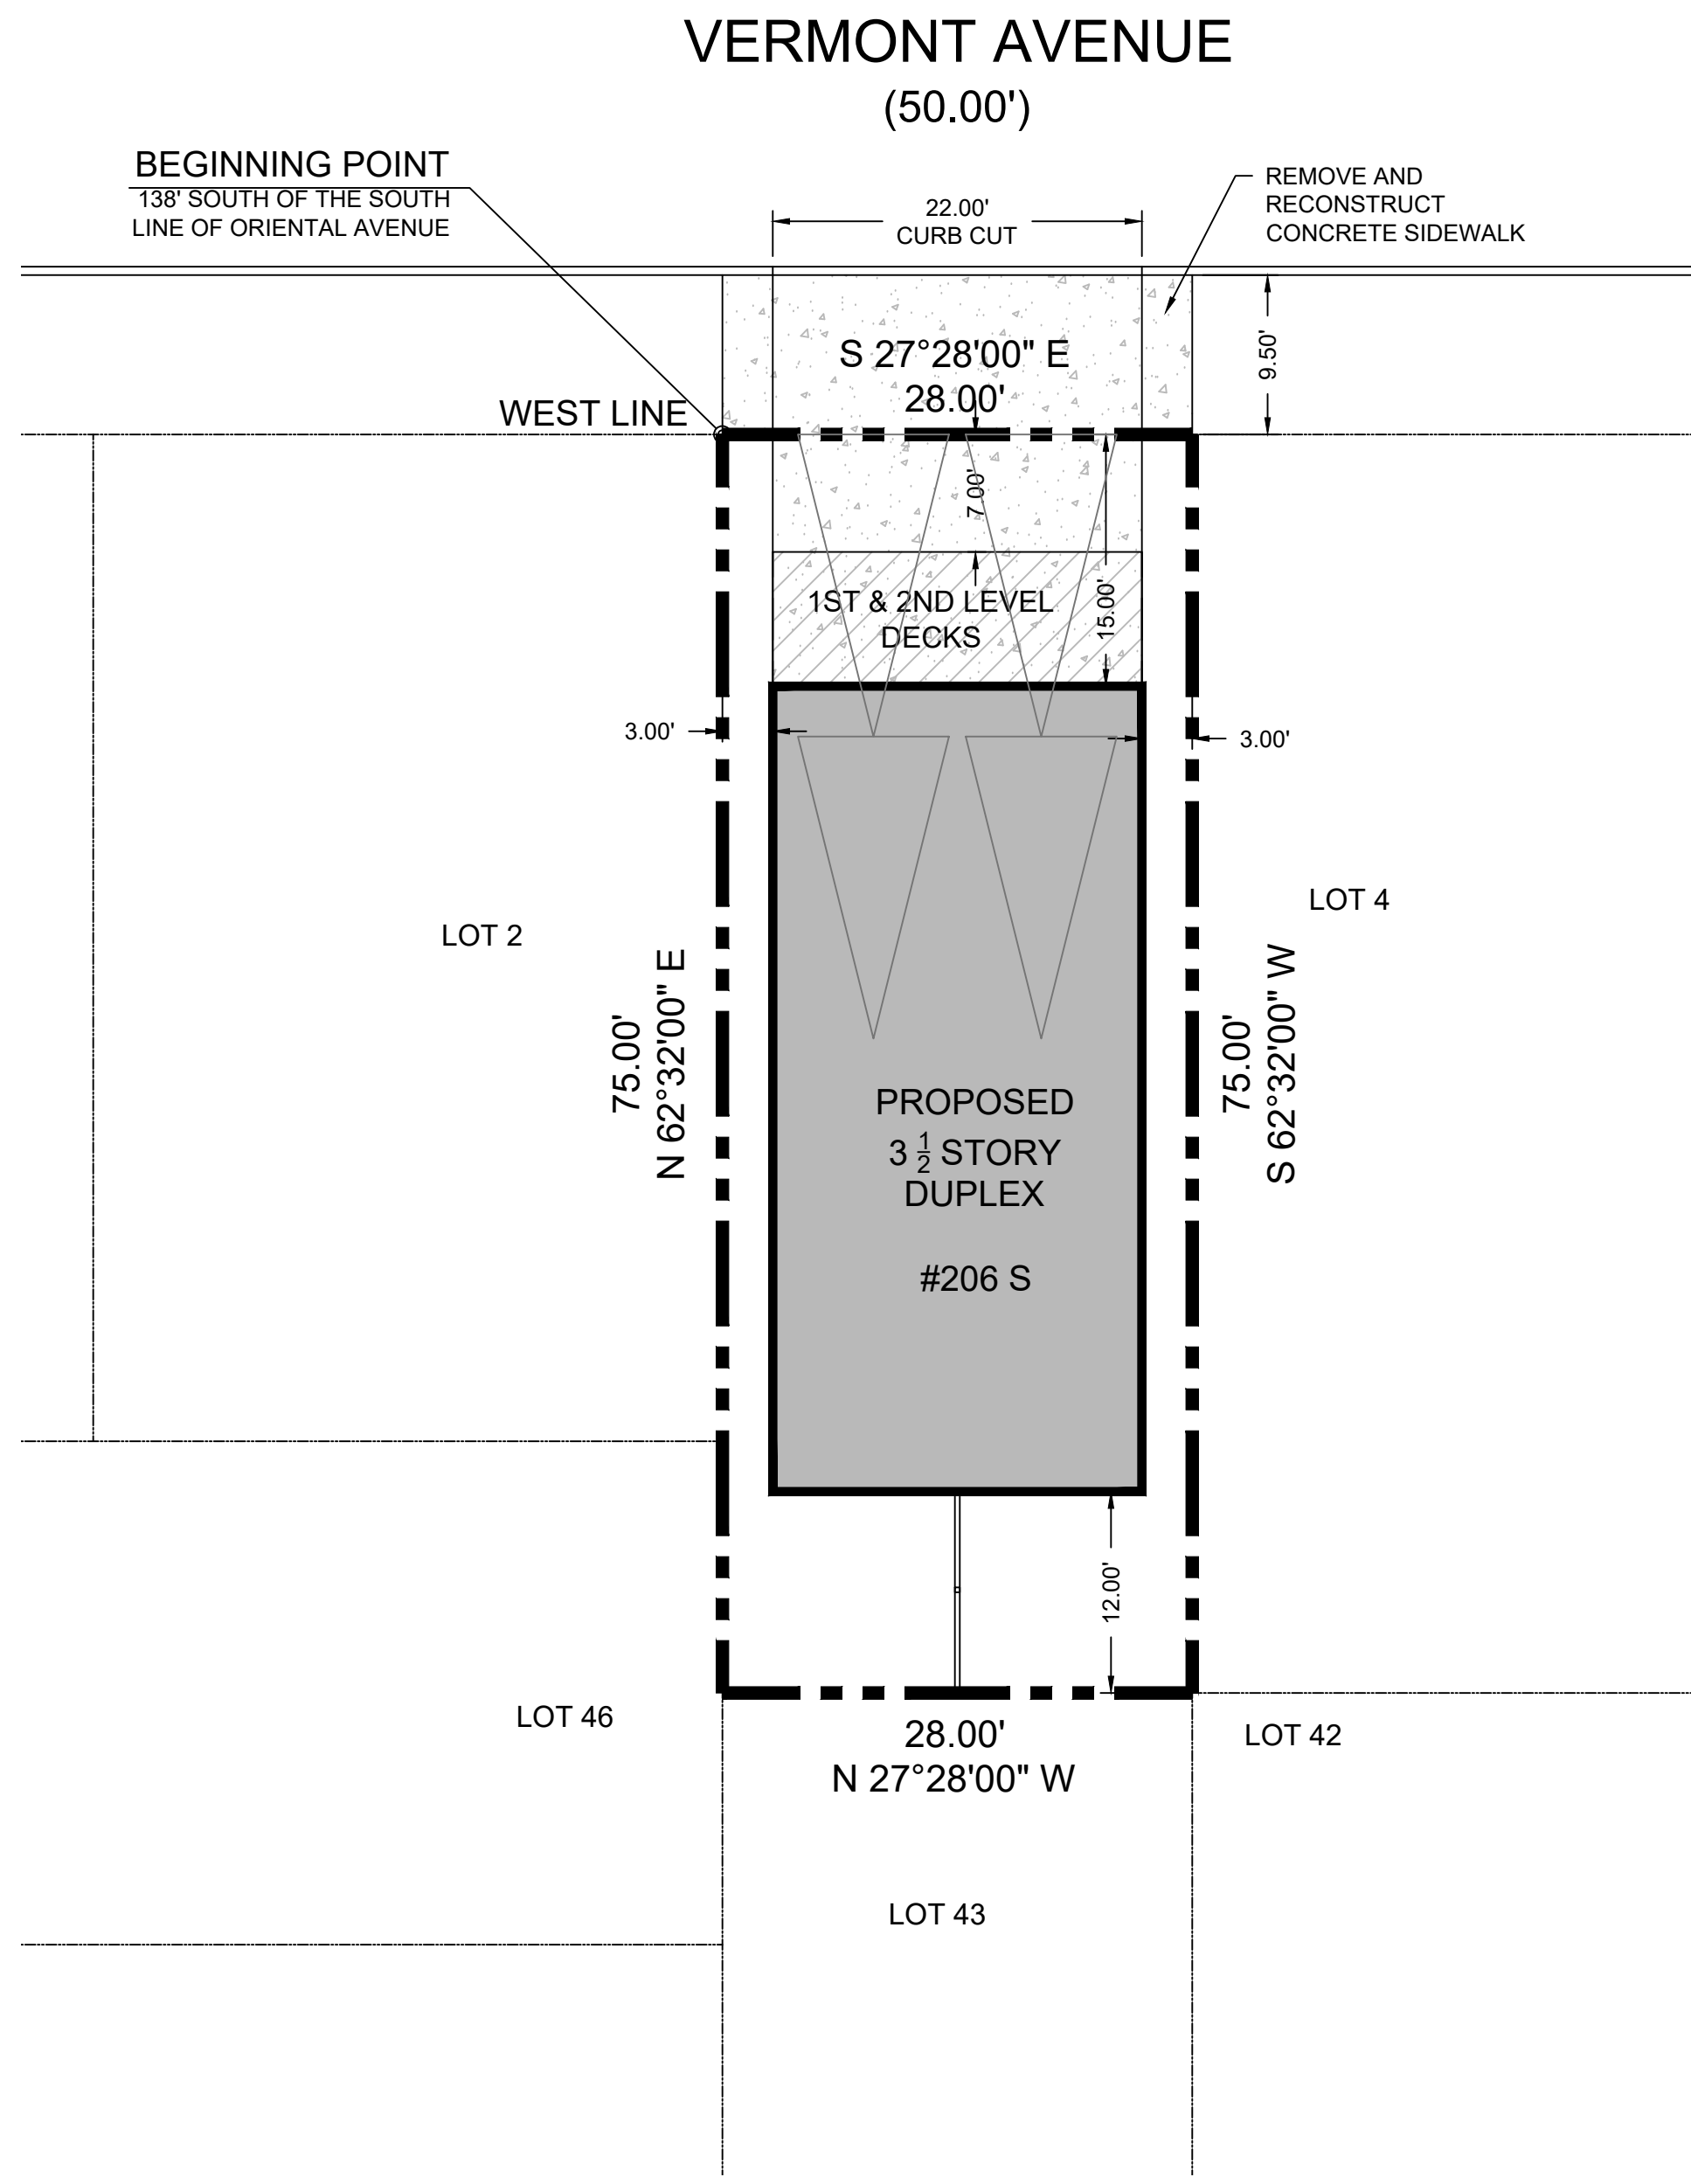 VERMONT AVENUE
(50.00')
BEGINNING POINT
138' SOUTH OF THE SOUTH
LINE OF ORIENTAL AVENUE
REMOVE AND
RECONSTRUCT
CONCRETE SIDEWALK
22.00'
CURB CUT
9.50'
S 27°28'00" E
28.00'
WEST LINE
7.00'
15.00'
1ST & 2ND LEVEL
DECKS
3.00'
3.00'
LOT 2
LOT 4
75.00'
N 62°32'00" E
75.00'
S 62°32'00" W
PROPOSED
3 1/2 STORY
DUPLEX
#206 S
12.00'
LOT 46
28.00'
N 27°28'00" W
LOT 42
LOT 43